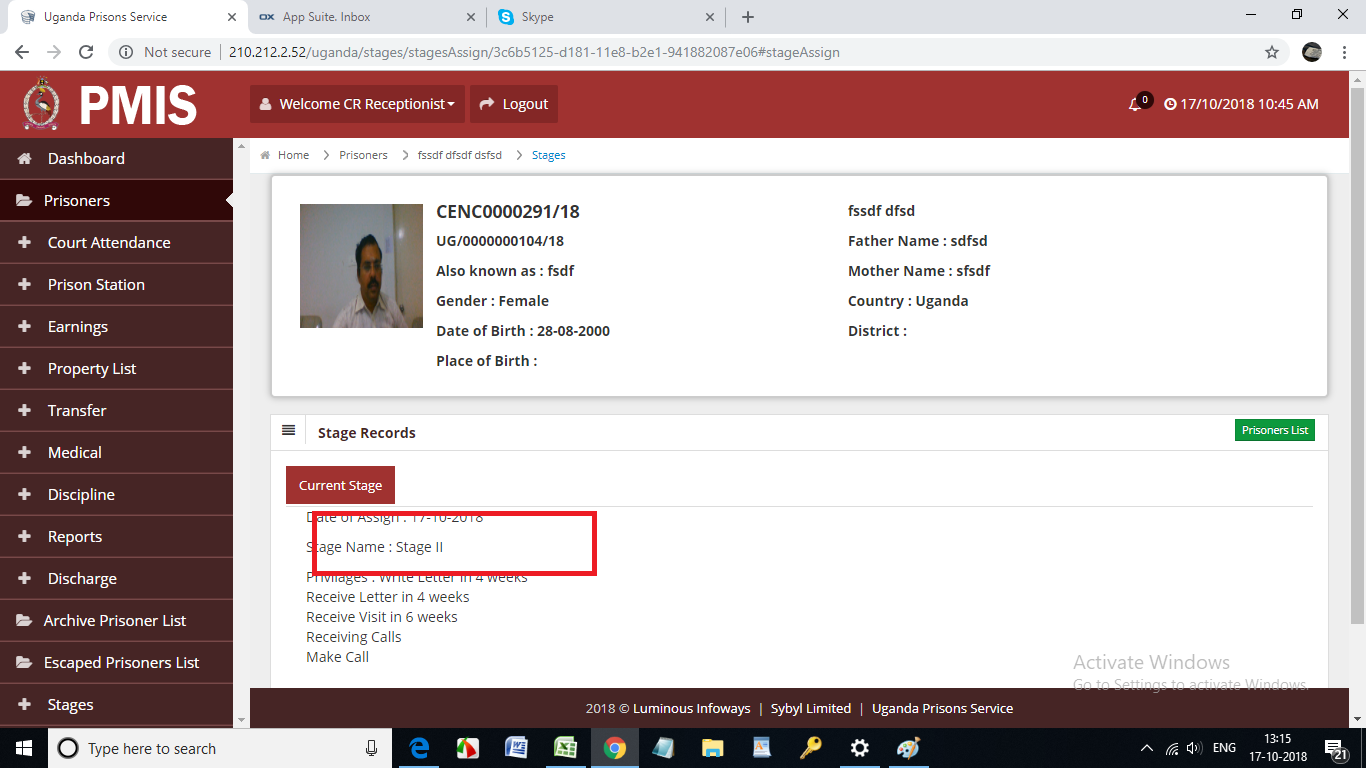 Uganda Prisons Service
App Suite. Inbox
Skype
Not secure | 210.212.2.52/uganda/stages/stagesAssign/3c6b5125-d181-11e8-b2e1-941882087e06#stageAssign
PMIS
Welcome CR Receptionist
Logout
0
17/10/2018 10:45 AM
Dashboard
Prisoners
Court Attendance
Prison Station
Earnings
Property List
Transfer
Medical
Discipline
Reports
Discharge
Archive Prisoner List
Escaped Prisoners List
Stages
Home > Prisoners > fssdf dfsdf dsfsd > Stages
CENC0000291/18
UG/0000000104/18
Also known as : fsdf
Gender : Female
Date of Birth : 28-08-2000
Place of Birth :
fssdf dfsd
Father Name : sdfsd
Mother Name : sfsdf
Country : Uganda
District :
Stage Records
Prisoners List
Current Stage
Date of Assign : 17-10-2018
Stage Name : Stage II
Privilages : Write Letter in 4 weeks
Receive Letter in 4 weeks
Receive Visit in 6 weeks
Receiving Calls
Make Call
Activate Windows
Go to Settings to activate Windows.
2018 © Luminous Infoways | Sybyl Limited | Uganda Prisons Service
Type here to search
ENG
13:15
17-10-2018
21